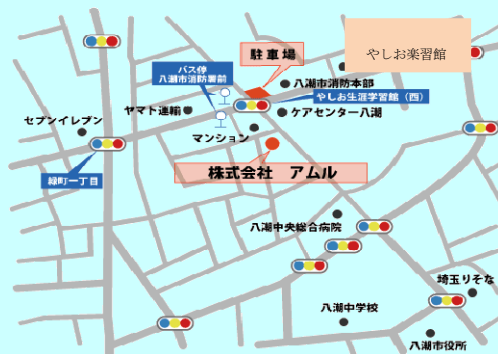 やしお楽習館
駐車場
バス停
八潮市消防署前
八潮市消防本部
やしお生涯学習館（西）
ヤマト運輸
ケアセンター八潮
セブンイレブン
マンション
緑町一丁目
株式会社 アムル
八潮中央総合病院
埼玉りそな
八潮中学校
八潮市役所